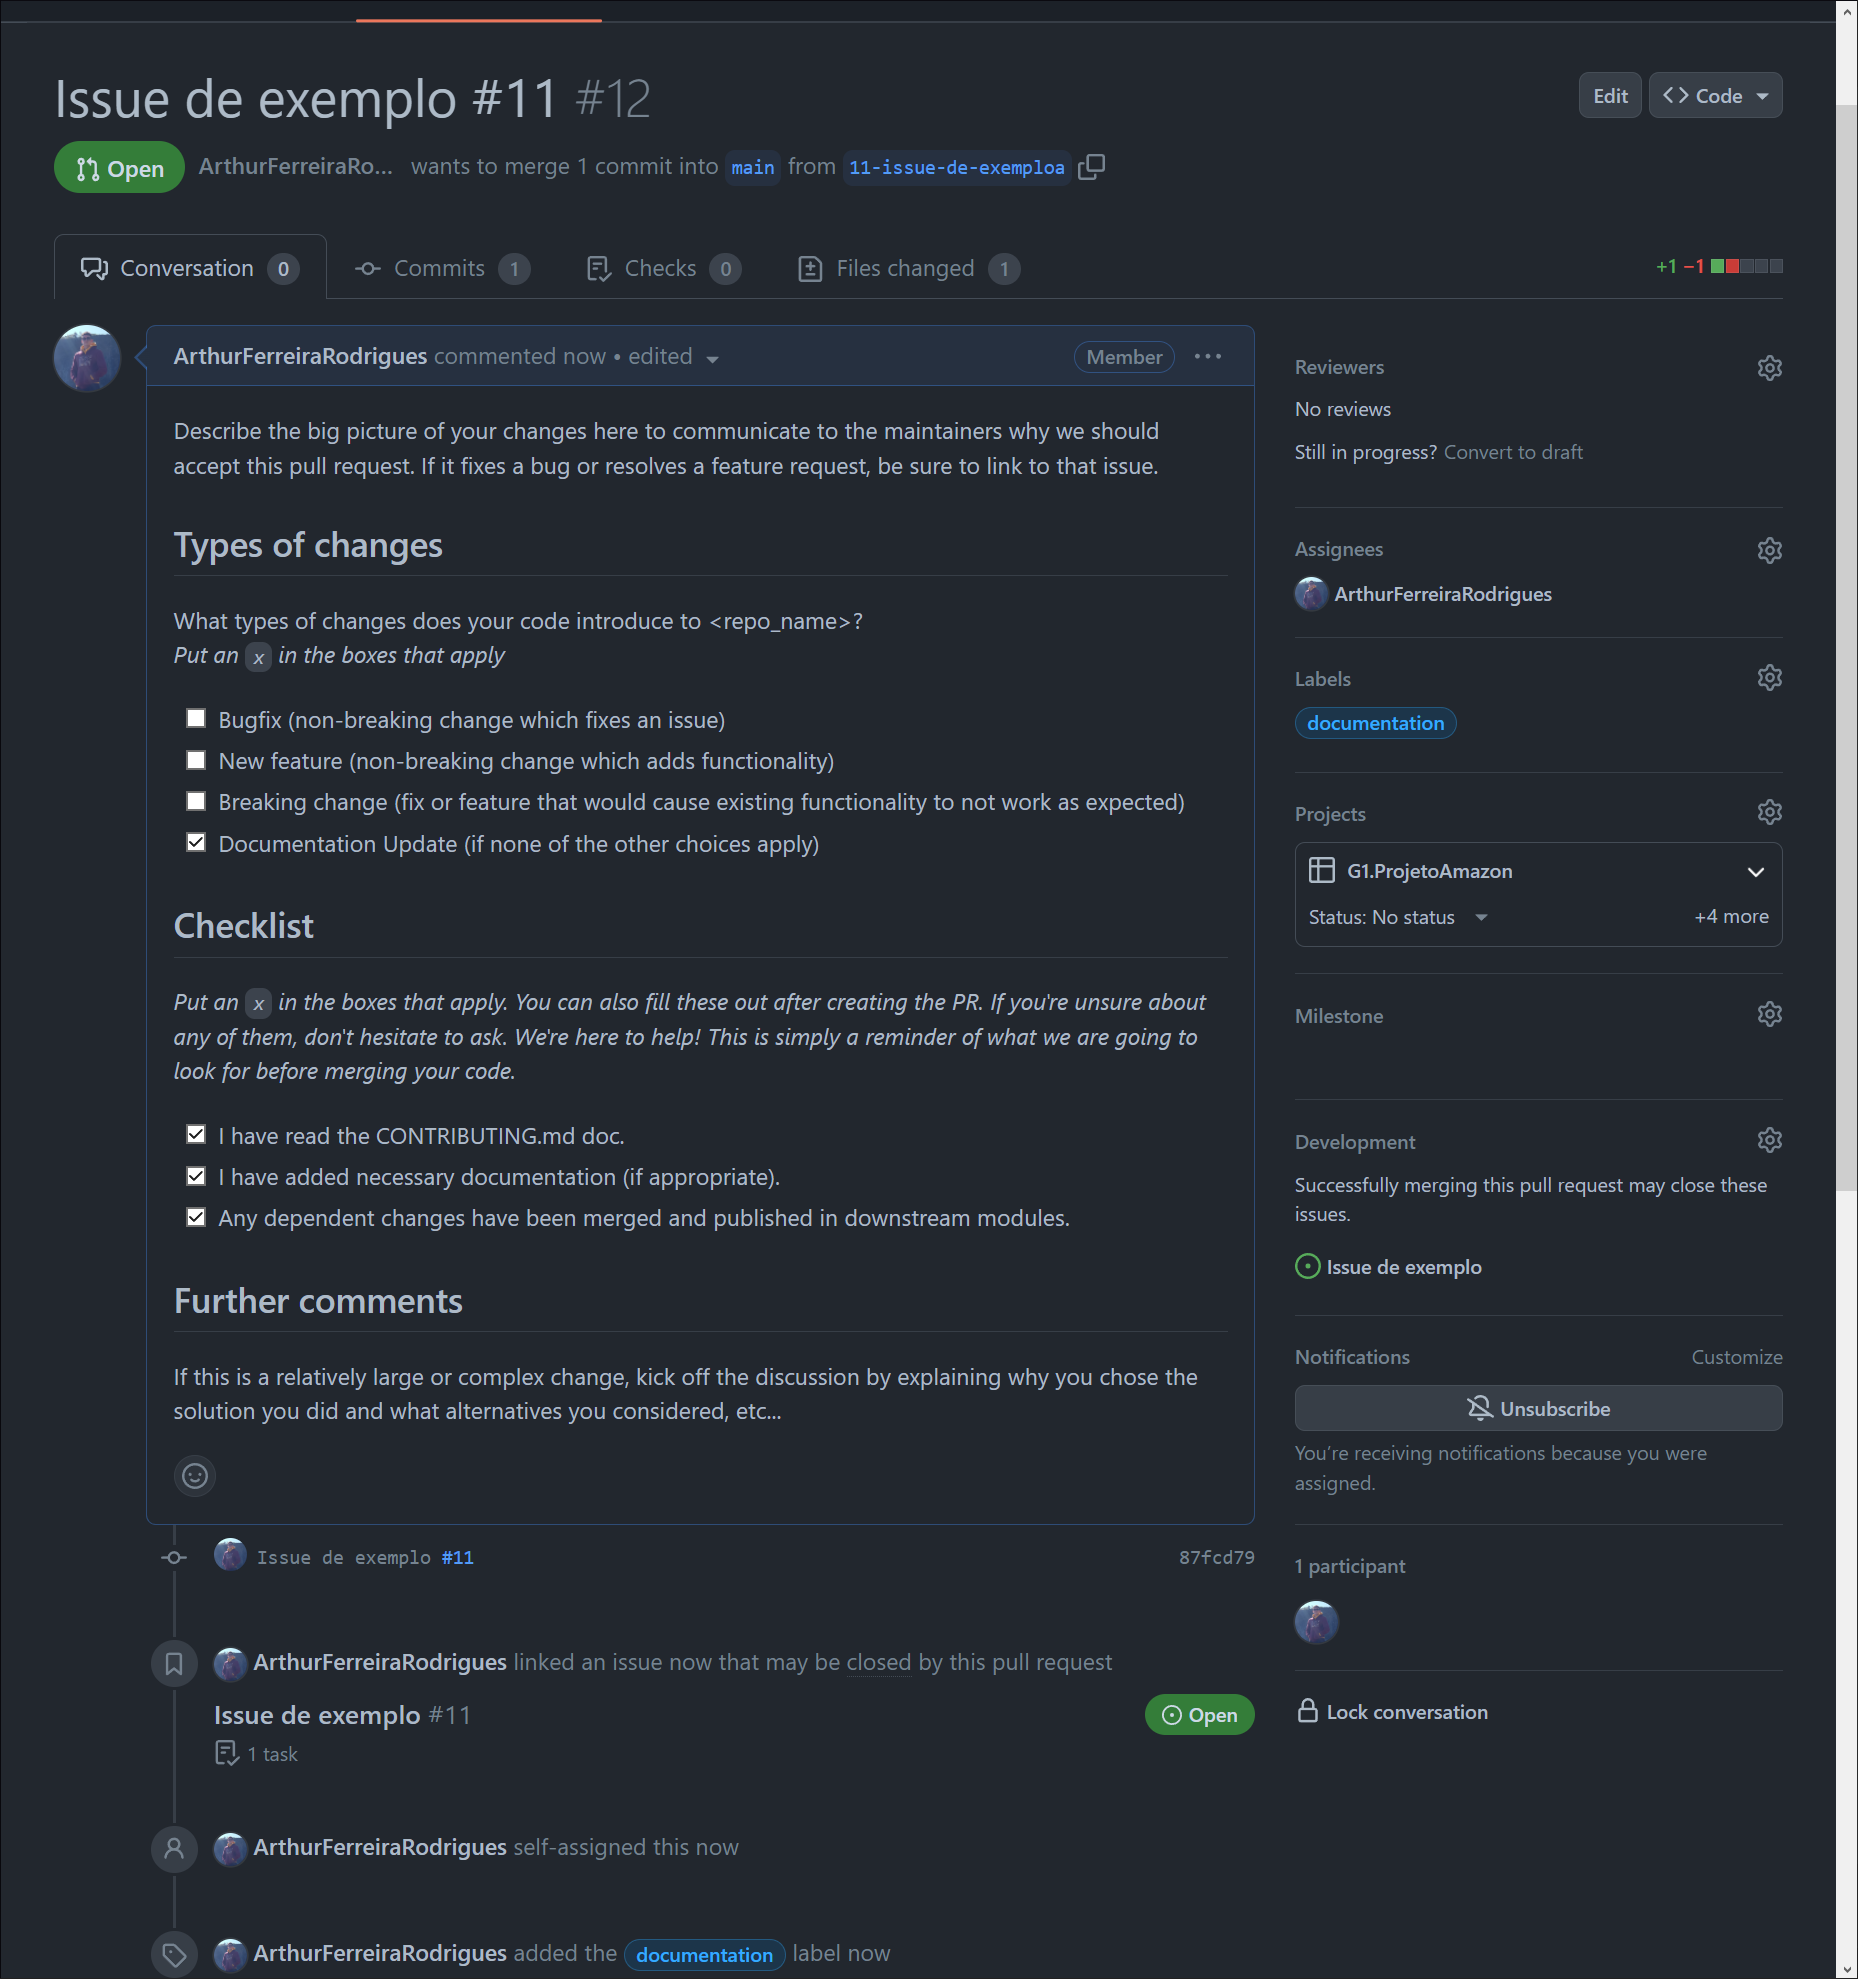 Issue de exemplo #11 #12
Edit
Code
Open
ArthurFerreiraRo... wants to merge 1 commit into main from 11-issue-de-exemploa
Conversation 0
Commits 1
Checks 0
Files changed 1
+1 −1
ArthurFerreiraRodrigues commented now • edited
Member
Describe the big picture of your changes here to communicate to the maintainers why we should
accept this pull request. If it fixes a bug or resolves a feature request, be sure to link to that issue.
Types of changes
What types of changes does your code introduce to <repo_name>?
Put an x in the boxes that apply
Bugfix (non-breaking change which fixes an issue)
New feature (non-breaking change which adds functionality)
Breaking change (fix or feature that would cause existing functionality to not work as expected)
Documentation Update (if none of the other choices apply)
Checklist
Put an x in the boxes that apply. You can also fill these out after creating the PR. If you're unsure about
any of them, don't hesitate to ask. We're here to help! This is simply a reminder of what we are going to
look for before merging your code.
I have read the CONTRIBUTING.md doc.
I have added necessary documentation (if appropriate).
Any dependent changes have been merged and published in downstream modules.
Further comments
If this is a relatively large or complex change, kick off the discussion by explaining why you chose the
solution you did and what alternatives you considered, etc...
Issue de exemplo #11
87fcd79
ArthurFerreiraRodrigues linked an issue now that may be closed by this pull request
Issue de exemplo #11
Open
1 task
ArthurFerreiraRodrigues self-assigned this now
ArthurFerreiraRodrigues added the documentation label now
Reviewers
No reviews
Still in progress? Convert to draft
Assignees
ArthurFerreiraRodrigues
Labels
documentation
Projects
G1.ProjetoAmazon
Status: No status
+4 more
Milestone
Development
Successfully merging this pull request may close these
issues.
Issue de exemplo
Notifications
Customize
Unsubscribe
You're receiving notifications because you were
assigned.
1 participant
Lock conversation